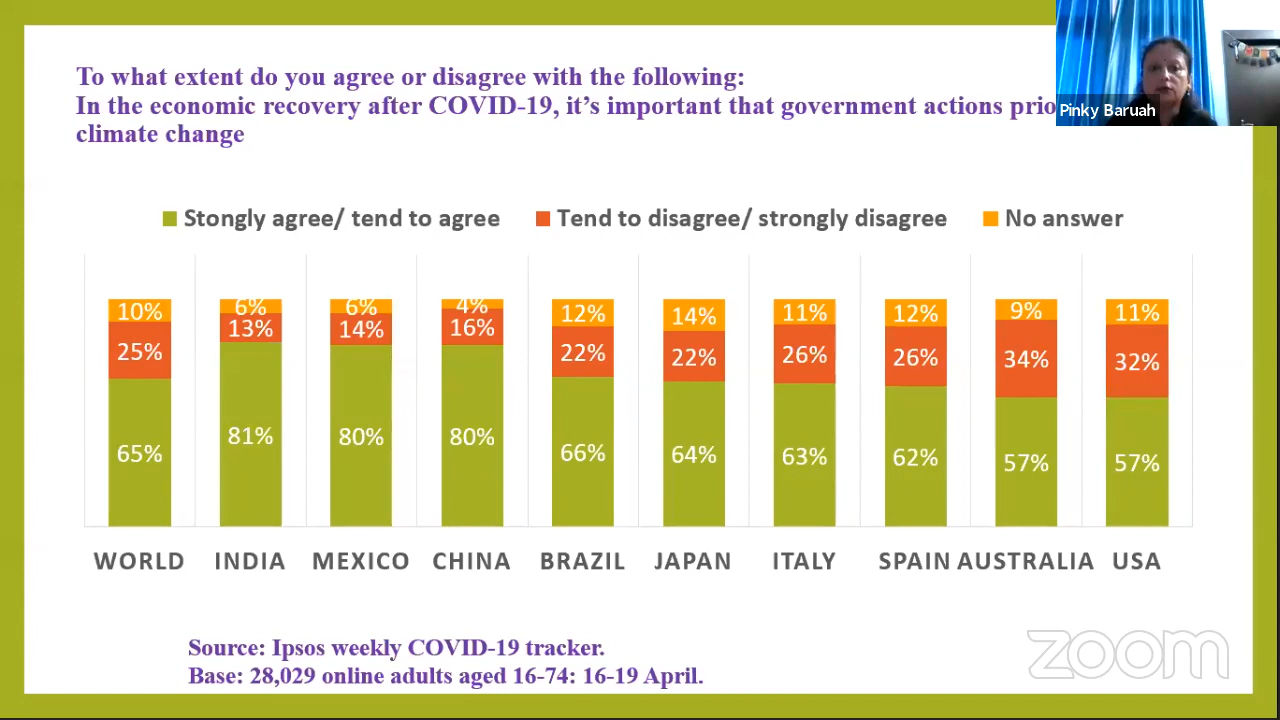 To what extent do you agree or disagree with the following:
In the economic recovery after COVID-19, it's important that government actions
climate change
Pinky Baruah
Stongly agree/ tend to agree
Tend to disagree/ strongly disagree
No answer
10% 6% 6% 4% 12% 14% 11% 12% 9% 11%
25% 13% 14% 16% 22% 22% 26% 26% 34% 32%
65% 81% 80% 80% 66% 64% 63% 62% 57% 57%
WORLD INDIA MEXICO CHINA BRAZIL JAPAN ITALY SPAIN AUSTRALIA USA
Source: Ipsos weekly COVID-19 tracker.
Base: 28,029 online adults aged 16-74: 16-19 April.
zoom